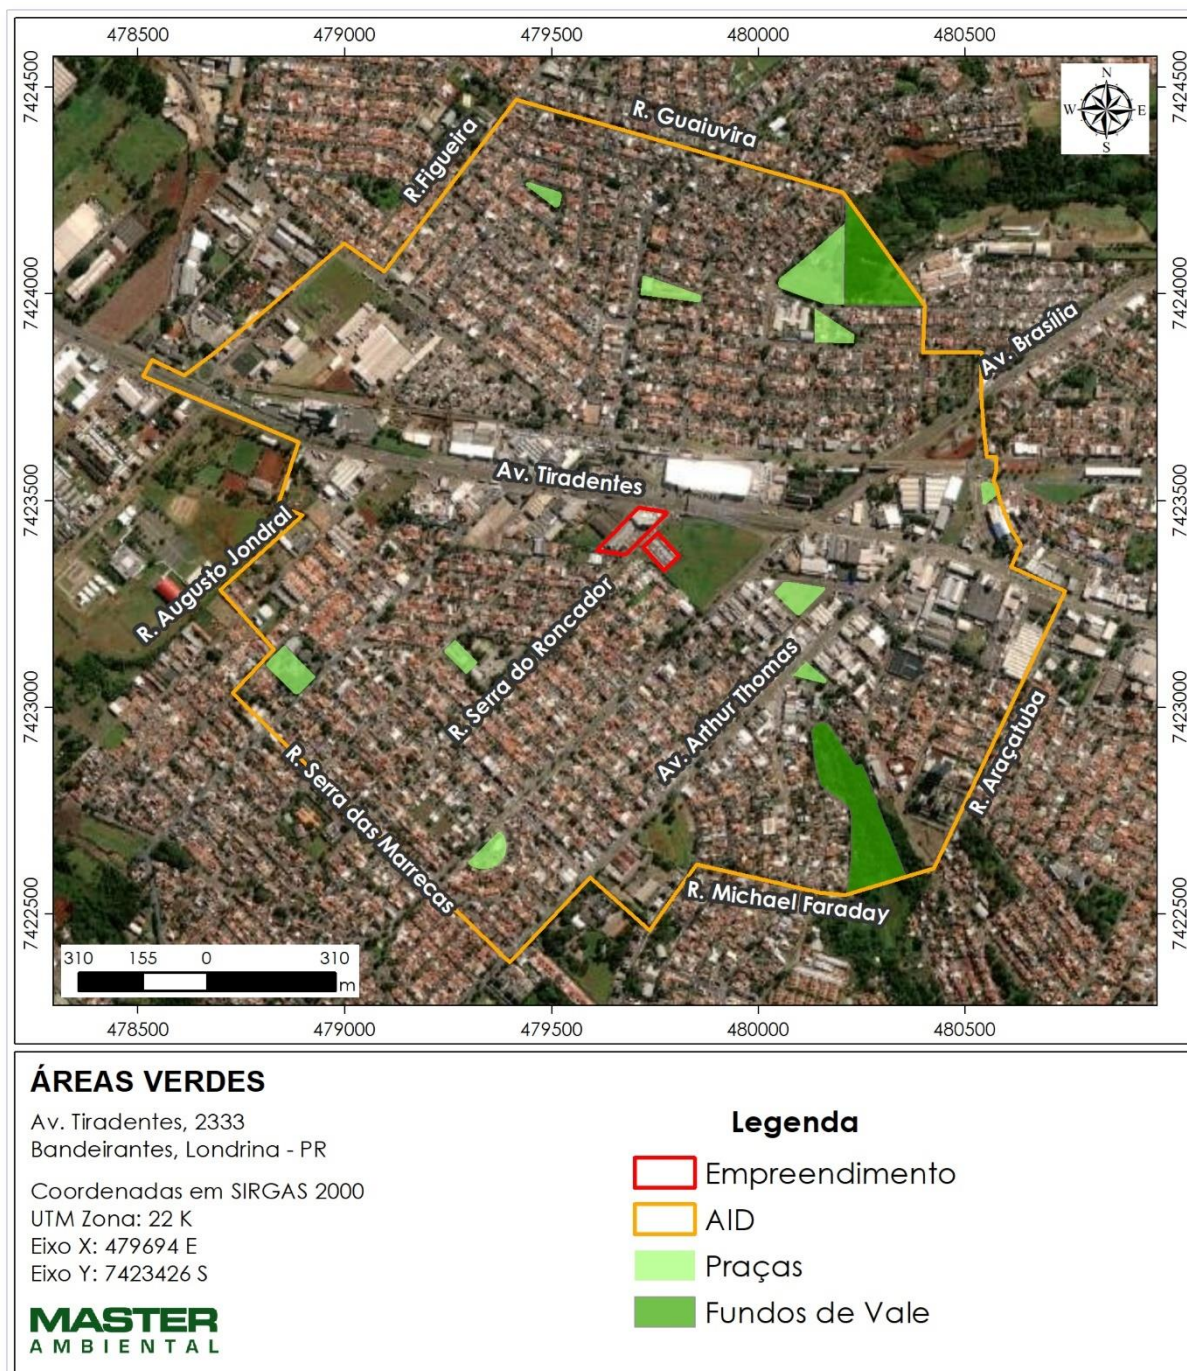 478500 479000 479500 480000 480500
7424500
7424500
N
W E
S
R. Guaiuvira
R.Figueira
7424000
7424000
Av. Brasília
Av. Tiradentes
7423500
7423500
R. Augusto Jondral
R. Serra do Roncador
Av. Arthur Thomas
7423000
7423000
R. Araçatuba
R. Serra das Marrecas
R. Michael Faraday
7422500
7422500
310 155 0 310
m
478500 479000 479500 480000 480500
ÁREAS VERDES
Av. Tiradentes, 2333
Bandeirantes, Londrina - PR
Coordenadas em SIRGAS 2000
UTM Zona: 22 K
Eixo X: 479694 E
Eixo Y: 7423426 S
MASTER
AMBIENTAL
Legenda
Empreendimento
AID
Praças
Fundos de Vale